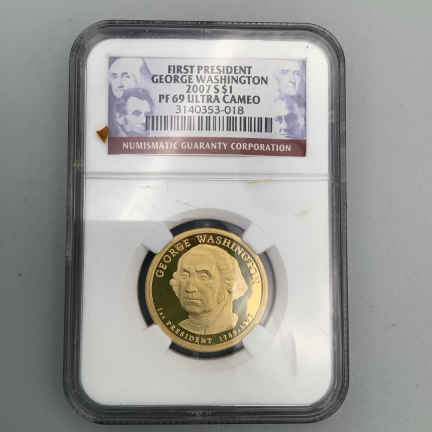 FIRST PRESIDENT
GEORGE WASHINGTON
2007 S $1
PF 69 ULTRA CAMEO
3140353-018
NUMISMATIC GUARANTY CORPORATION
GEORGE WASHINGTON
1st PRESIDENT 1789-1797